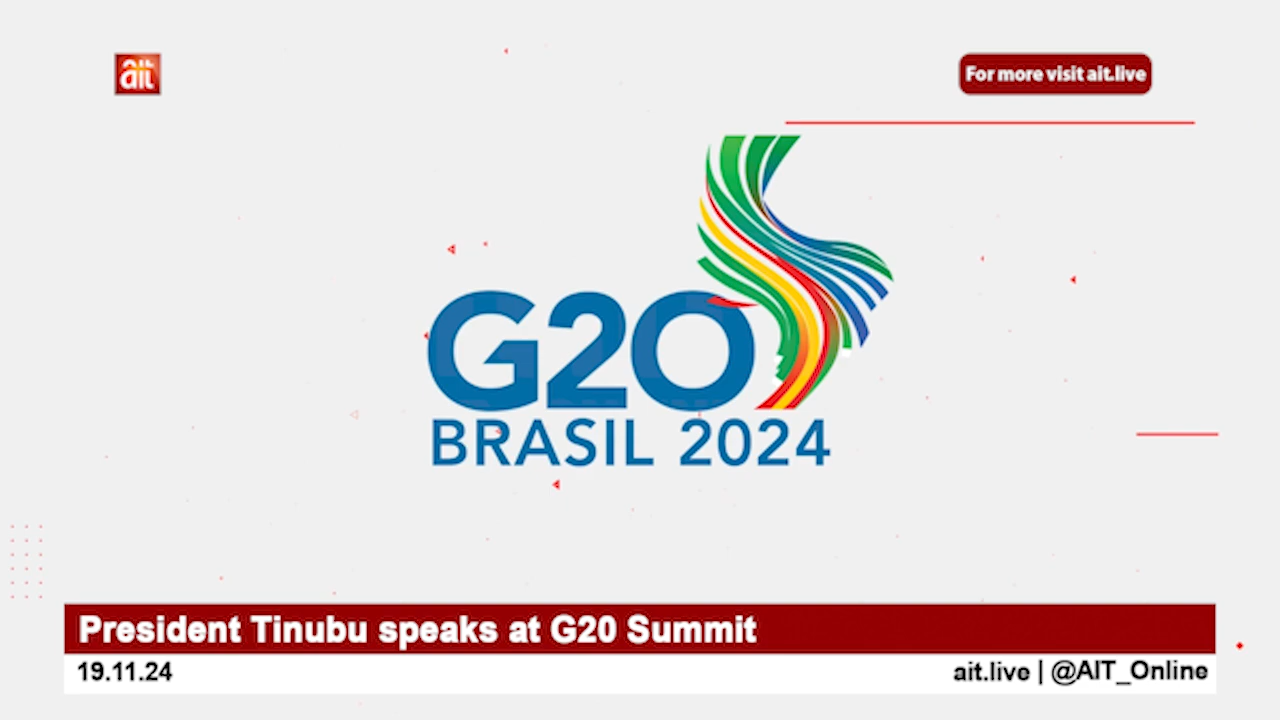 ait
For more visit ait.live
G20
BRASIL 2024
President Tinubu speaks at G20 Summit
19.11.24
ait.live | @AIT_Online